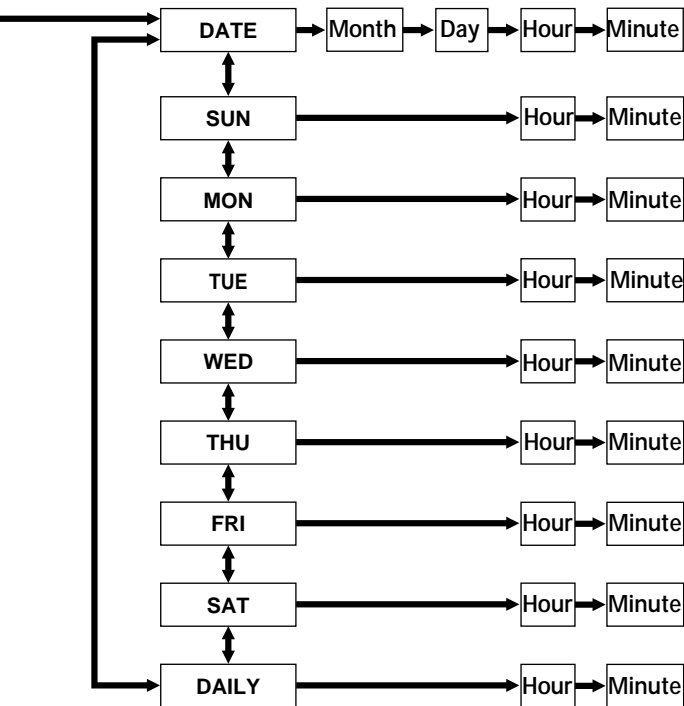 DATE Month Day Hour Minute
SUN Hour Minute
MON Hour Minute
TUE Hour Minute
WED Hour Minute
THU Hour Minute
FRI Hour Minute
SAT Hour Minute
DAILY Hour Minute